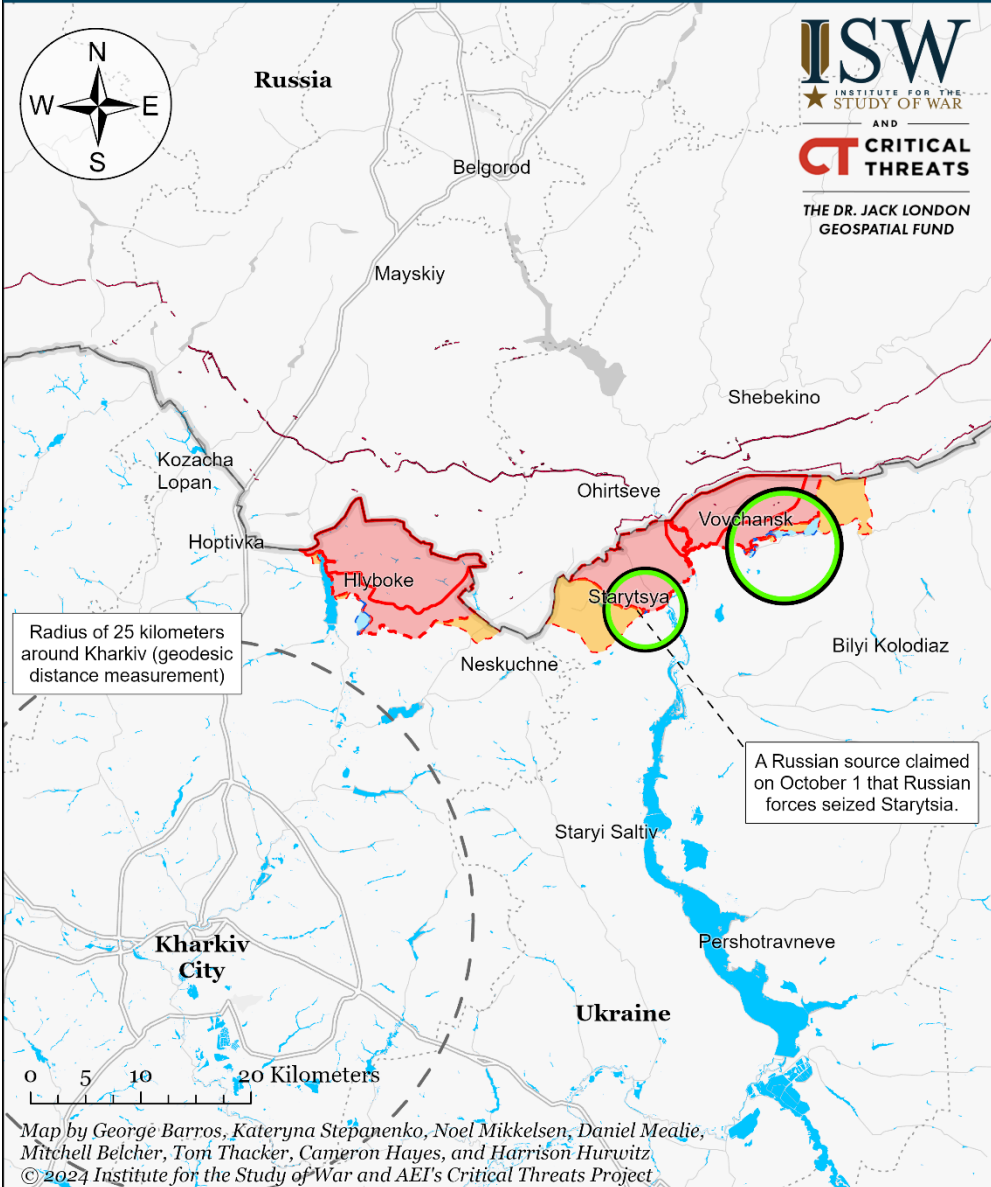 N
W E
S
Russia
ISW
INSTITUTE FOR THE
STUDY OF WAR
AND
CT CRITICAL
THREATS
THE DR. JACK LONDON
GEOSPATIAL FUND
Belgorod
Mayskiy
Shebekino
Kozacha
Lopan
Ohirtseve
Vovchansk
Hoptivka
Hlyboke
Starytsya
Radius of 25 kilometers
around Kharkiv (geodesic
distance measurement)
Neskuchne
Bilyi Kolodiaz
A Russian source claimed
on October 1 that Russian
forces seized Starytsia.
Staryi Saltiv
Pershotravneve
Kharkiv
City
Ukraine
0 5 10 20 Kilometers
Map by George Barros, Kateryna Stepanenko, Noel Mikkelsen, Daniel Mealie,
Mitchell Belcher, Tom Thacker, Cameron Hayes, and Harrison Hurwitz
© 2024 Institute for the Study of War and AEI's Critical Threats Project